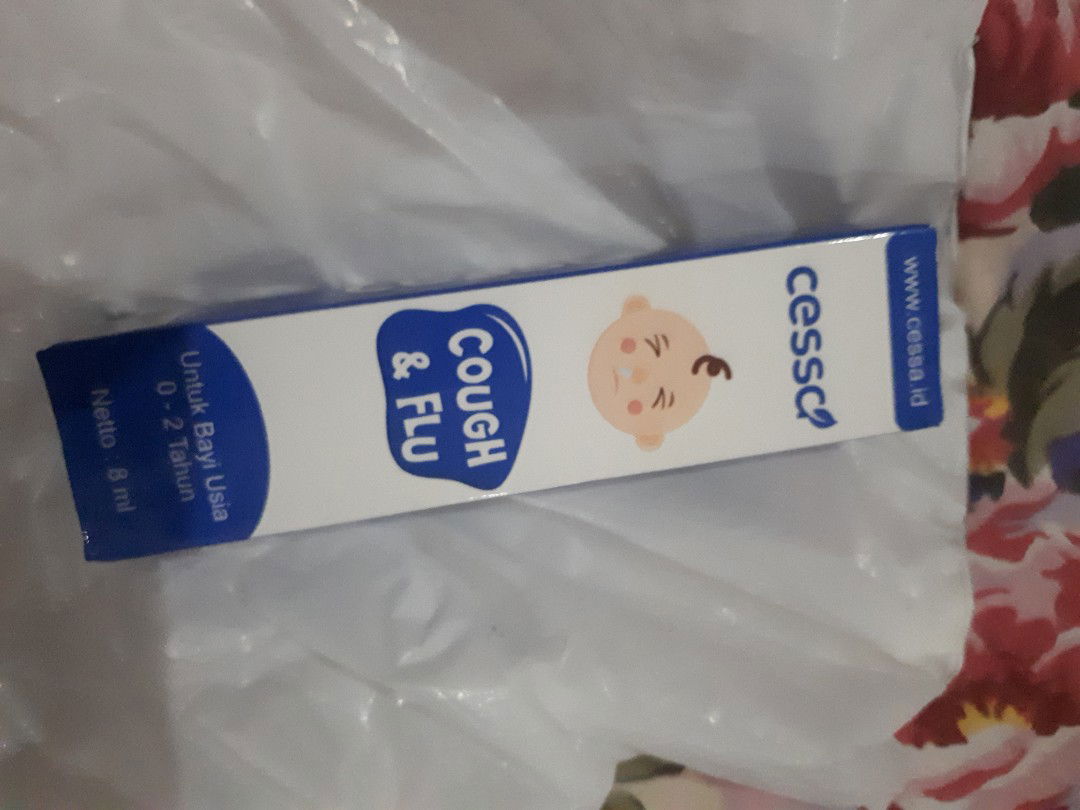 www.cessa.id
cessa
COUGH
& FLU
Untuk Bayi Usia
0 - 2 Tahun
Netto : 8 ml